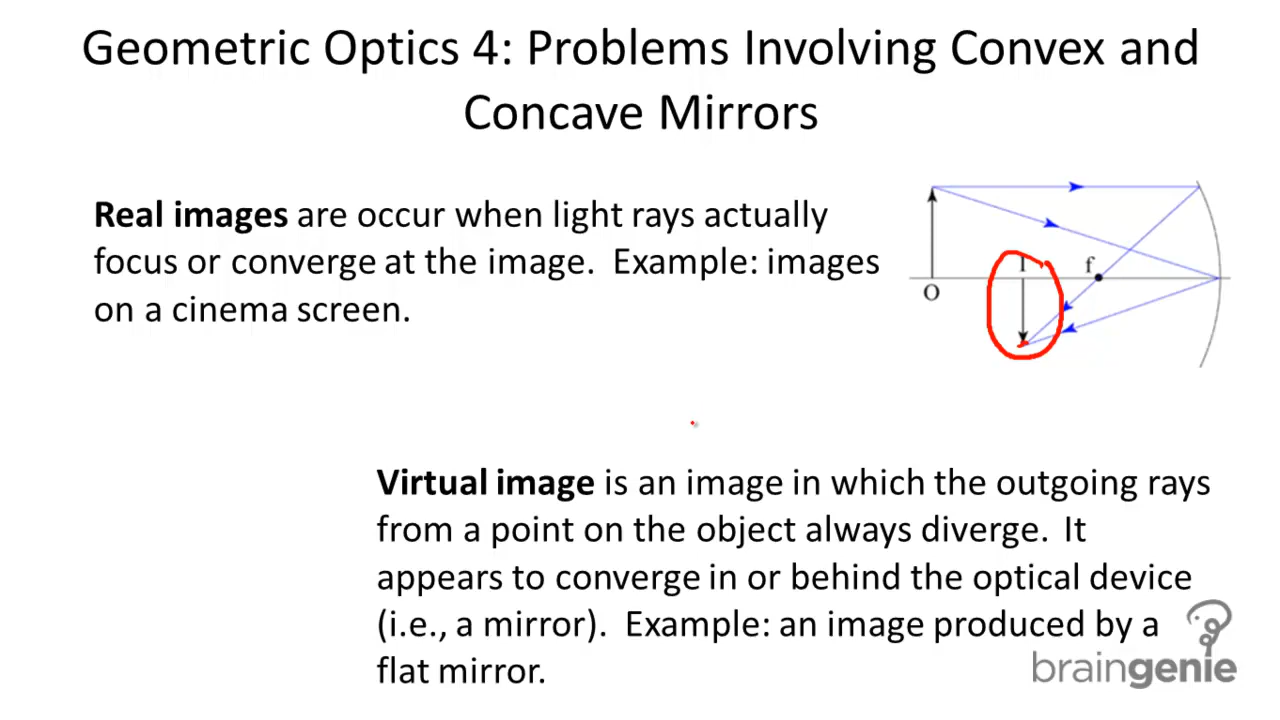 Geometric Optics 4: Problems Involving Convex and
Concave Mirrors
Real images are occur when light rays actually
focus or converge at the image. Example: images
on a cinema screen.
O
I
f
Virtual image is an image in which the outgoing rays
from a point on the object always diverge. It
appears to converge in or behind the optical device
(i.e., a mirror). Example: an image produced by a
flat mirror.
braingenie